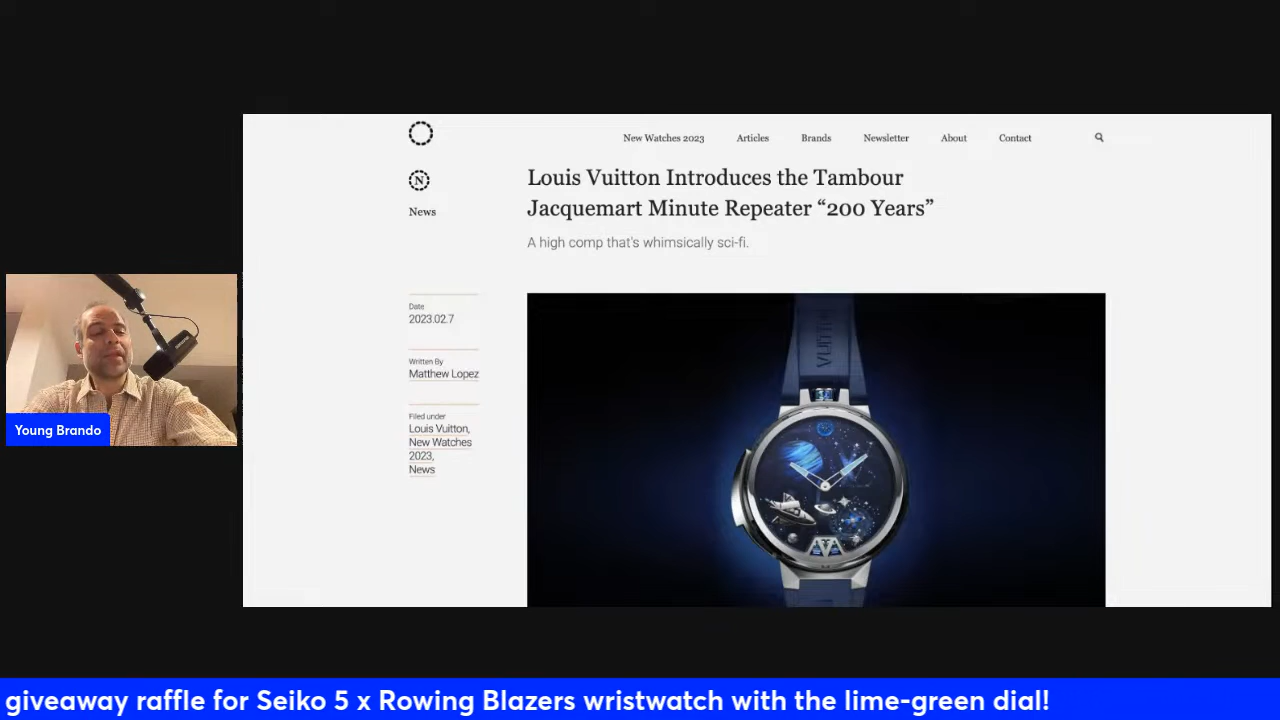 New Watches 2023 Articles Brands Newsletter About Contact
N
News
Louis Vuitton Introduces the Tambour
Jacquemart Minute Repeater “200 Years”
A high comp that's whimsically sci-fi.
Date
2023.02.7
Written By
Matthew Lopez
Filed under
Louis Vuitton,
New Watches
2023,
News
VUITTON
Young Brando
giveaway raffle for Seiko 5 x Rowing Blazers wristwatch with the lime-green dial!